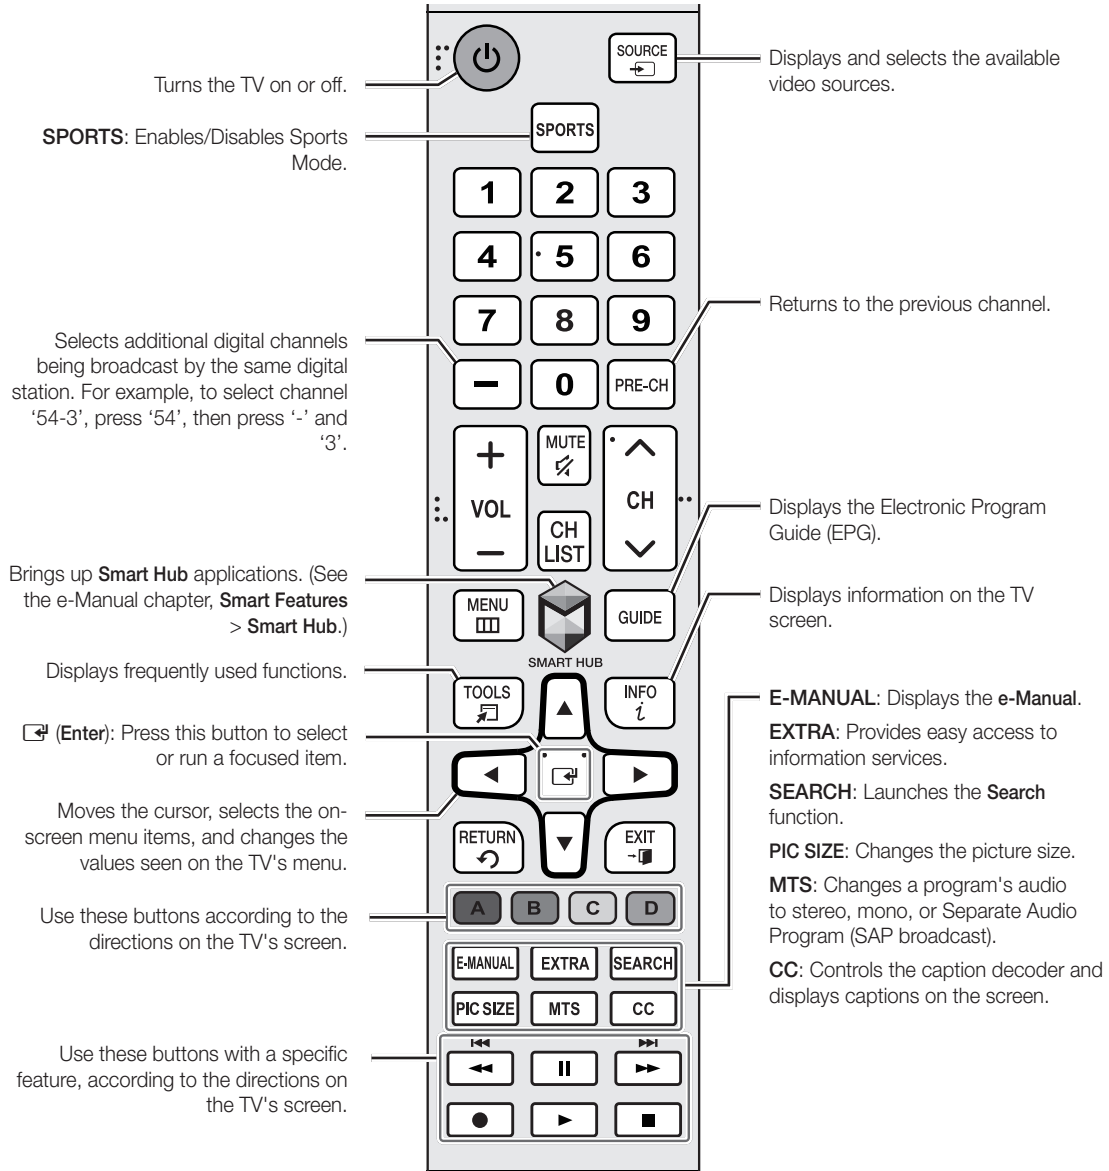 SOURCE
Displays and selects the available
video sources.
Turns the TV on or off.
SPORTS
SPORTS: Enables/Disables Sports
Mode.
1 2 3
4 5 6
7 8 9
Returns to the previous channel.
Selects additional digital channels
being broadcast by the same digital
station. For example, to select channel
‘54-3’, press ‘54’, then press ‘-’ and
‘3’.
— 0 PRE-CH
+
VOL
—
MUTE
CH
LIST
CH
Displays the Electronic Program
Guide (EPG).
Brings up Smart Hub applications. (See
the e-Manual chapter, Smart Features
> Smart Hub.)
MENU
GUIDE
SMART HUB
Displays information on the TV
screen.
Displays frequently used functions.
TOOLS
INFO
i
(Enter): Press this button to select
or run a focused item.
Moves the cursor, selects the on-
screen menu items, and changes the
values seen on the TV's menu.
RETURN
EXIT
Use these buttons according to the
directions on the TV's screen.
A B C D
E-MANUAL EXTRA SEARCH
PIC SIZE MTS CC
E-MANUAL: Displays the e-Manual.
EXTRA: Provides easy access to
information services.
SEARCH: Launches the Search
function.
PIC SIZE: Changes the picture size.
MTS: Changes a program's audio
to stereo, mono, or Separate Audio
Program (SAP broadcast).
CC: Controls the caption decoder and
displays captions on the screen.
Use these buttons with a specific
feature, according to the directions on
the TV's screen.